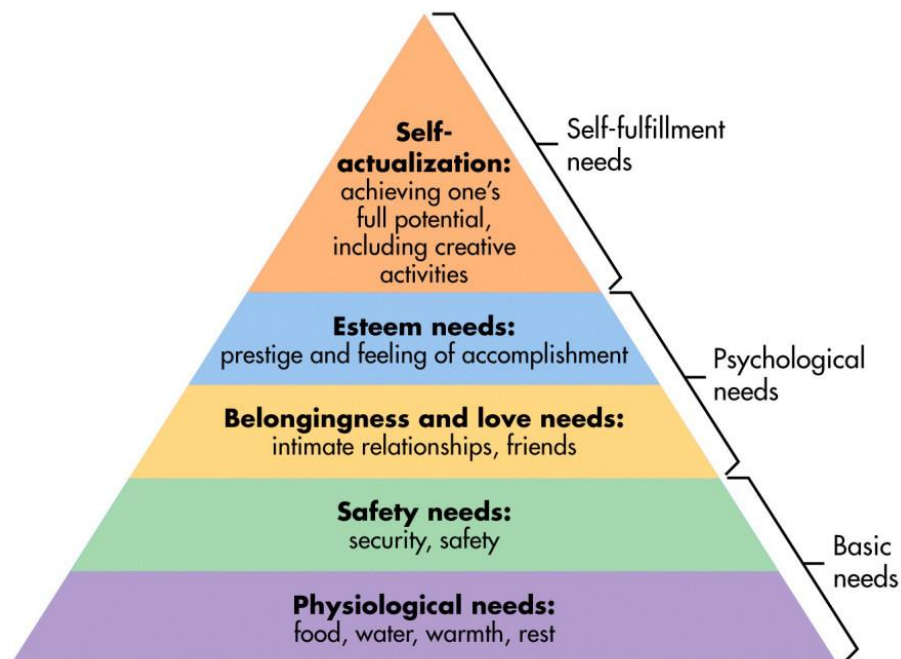 Self-
actualization:
achieving one's
full potential,
including creative
activities
Self-fulfillment
needs
Esteem needs:
prestige and feeling of accomplishment
Psychological
needs
Belongingness and love needs:
intimate relationships, friends
Safety needs:
security, safety
Basic
needs
Physiological needs:
food, water, warmth, rest